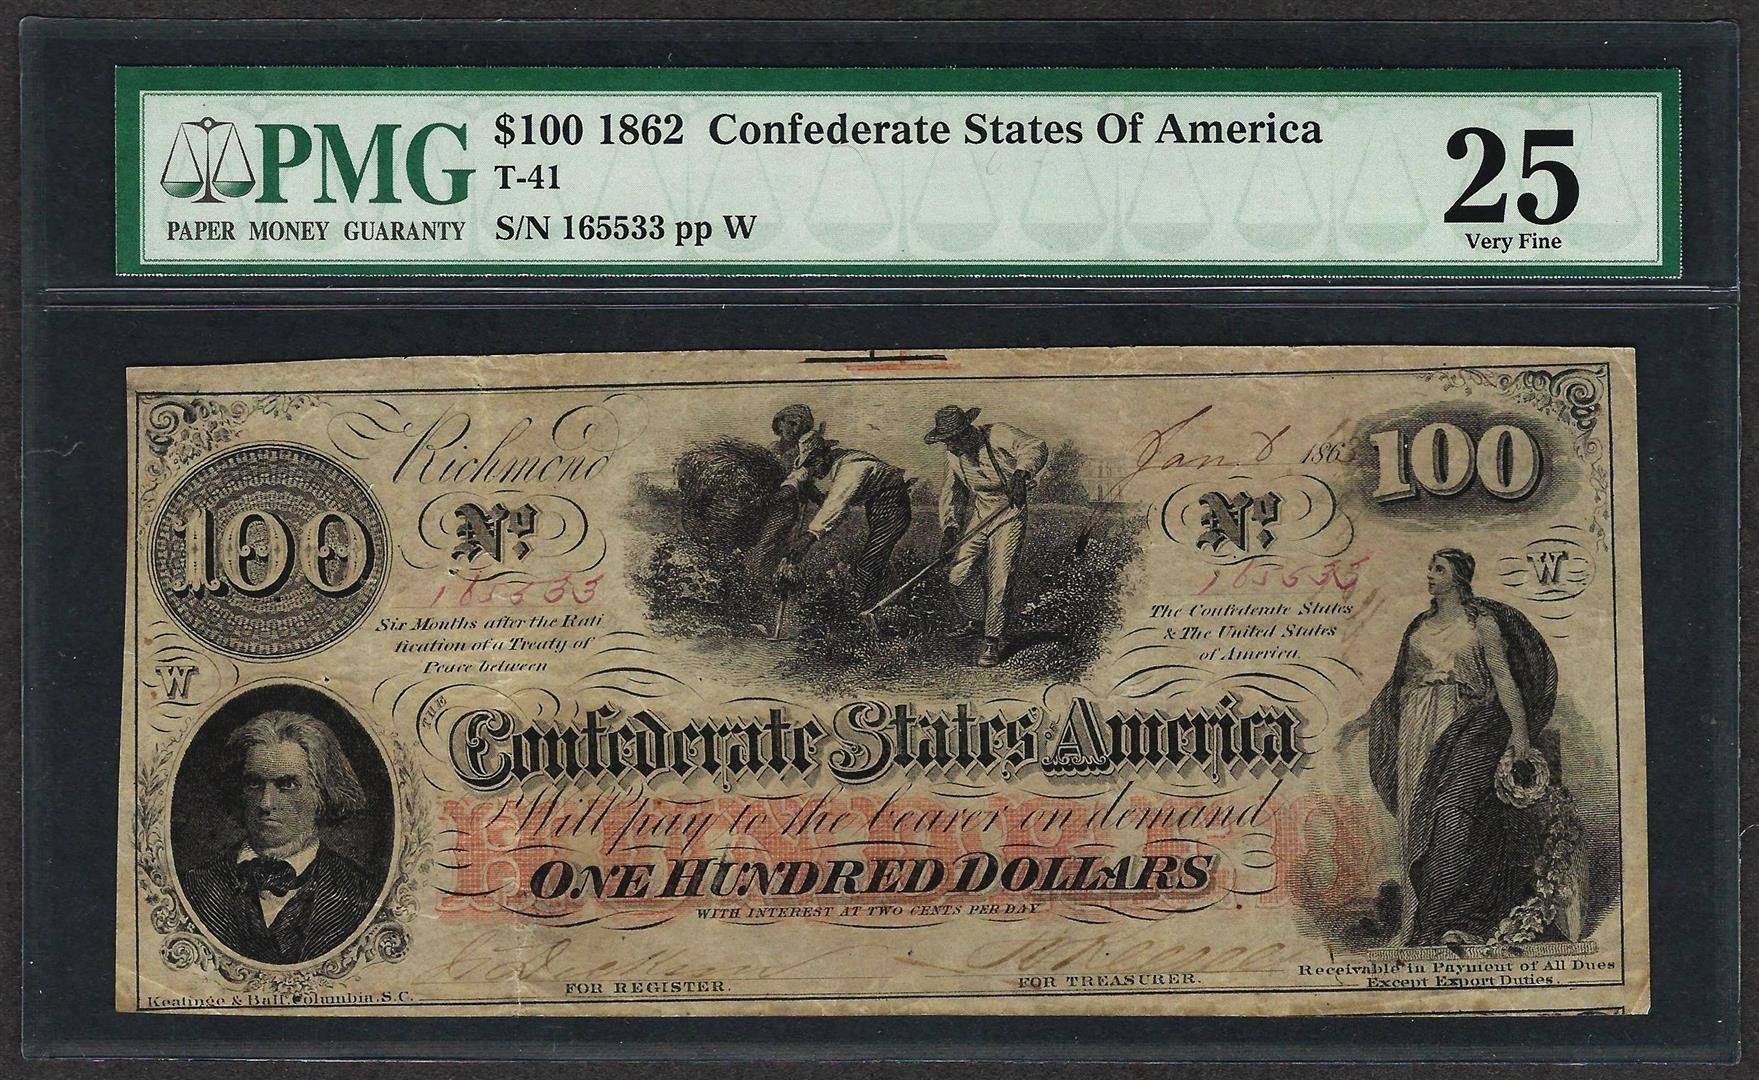 PMG
PAPER MONEY GUARANTY
$100 1862 Confederate States Of America
T-41
S/N 165533 pp W
25
Very Fine
Richmond
Jan 8 1863
100
100
No.
No.
165533
165533
Six Months after the Rati
fication of a Treaty of
Peace between
The Confederate States
& The United States
of America.
W
W
THE
Confederate States America
Will pay to the bearer on demand
HUNDRED
ONE HUNDRED DOLLARS
WITH INTEREST AT TWO CENTS PER DAY
FOR REGISTER.
FOR TREASURER.
Receivable in Payment of All Dues
Except Export Duties.
Keatinge & Ball, Columbia, S.C.